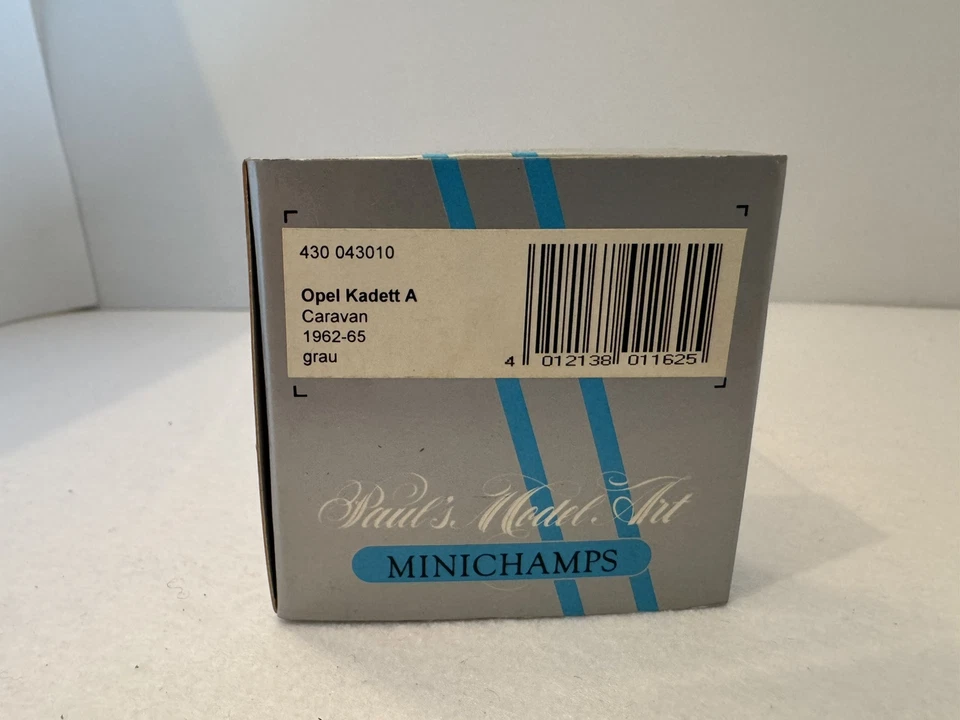 430 043010
Opel Kadett A
Caravan
1962-65
grau
4 012138 011625
Paul's Model Art
MINICHAMPS